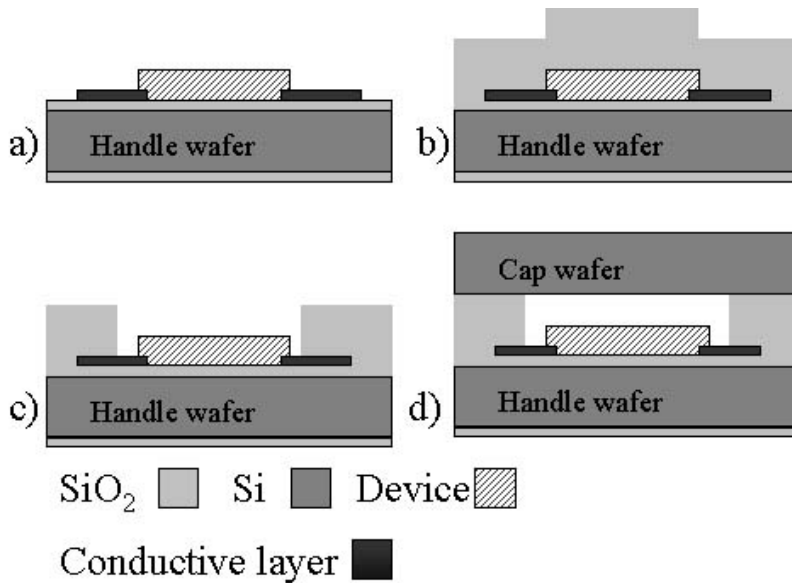 a)
Handle wafer
b)
Handle wafer
c)
Handle wafer
d)
Cap wafer
Handle wafer
SiO2 Si Device
Conductive layer